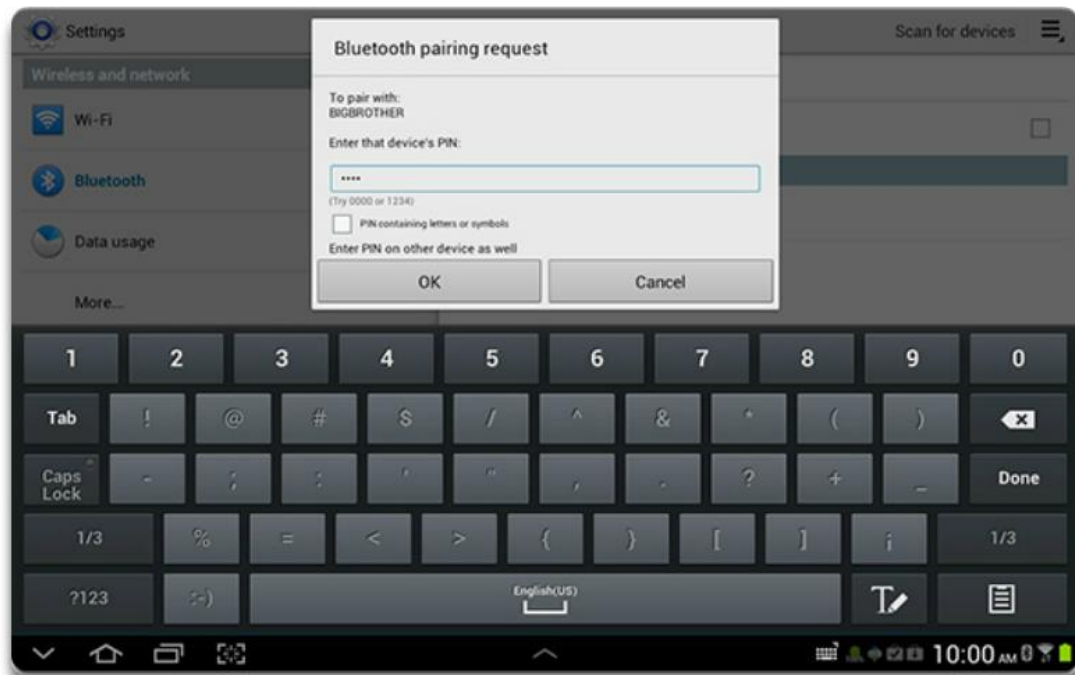 Settings
Scan for devices
Wireless and network
Wi-Fi
Bluetooth
Data usage
More...
Bluetooth pairing request
To pair with:
BIGBROTHER
Enter that device's PIN:
••••
(Try 0000 or 1234)
PIN containing letters or symbols
Enter PIN on other device as well
OK Cancel
1 2 3 4 5 6 7 8 9 0
Tab ! @ # $ / ^ & * ( )
Caps Lock - ; : ' " , . ? + _ Done
1/3 % = < > { } [ ] ¡ 1/3
?123 :-) English(US)
10:00 AM